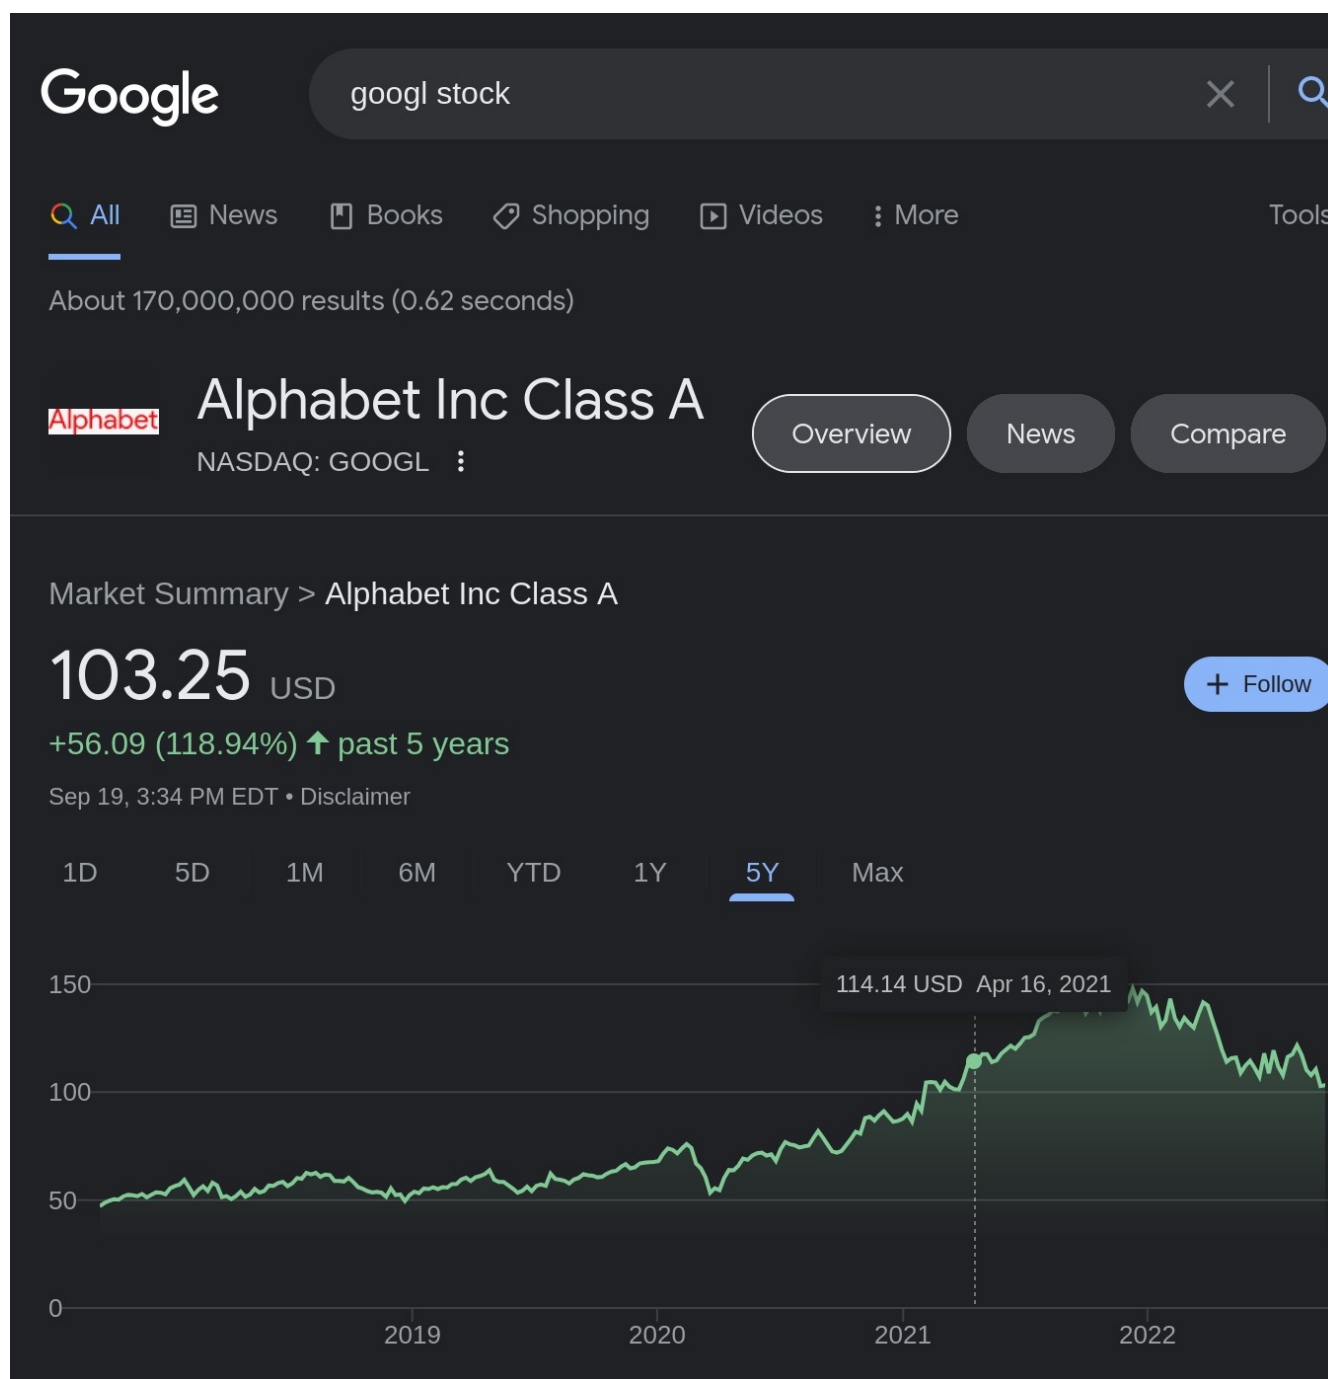 Google
googl stock
All News Books Shopping Videos More Tools
About 170,000,000 results (0.62 seconds)
Alphabet
Alphabet Inc Class A
NASDAQ: GOOGL
Overview News Compare
Market Summary > Alphabet Inc Class A
103.25 USD
+ Follow
+56.09 (118.94%) past 5 years
Sep 19, 3:34 PM EDT • Disclaimer
1D 5D 1M 6M YTD 1Y 5Y Max
150
114.14 USD Apr 16, 2021
100
50
0
2019 2020 2021 2022